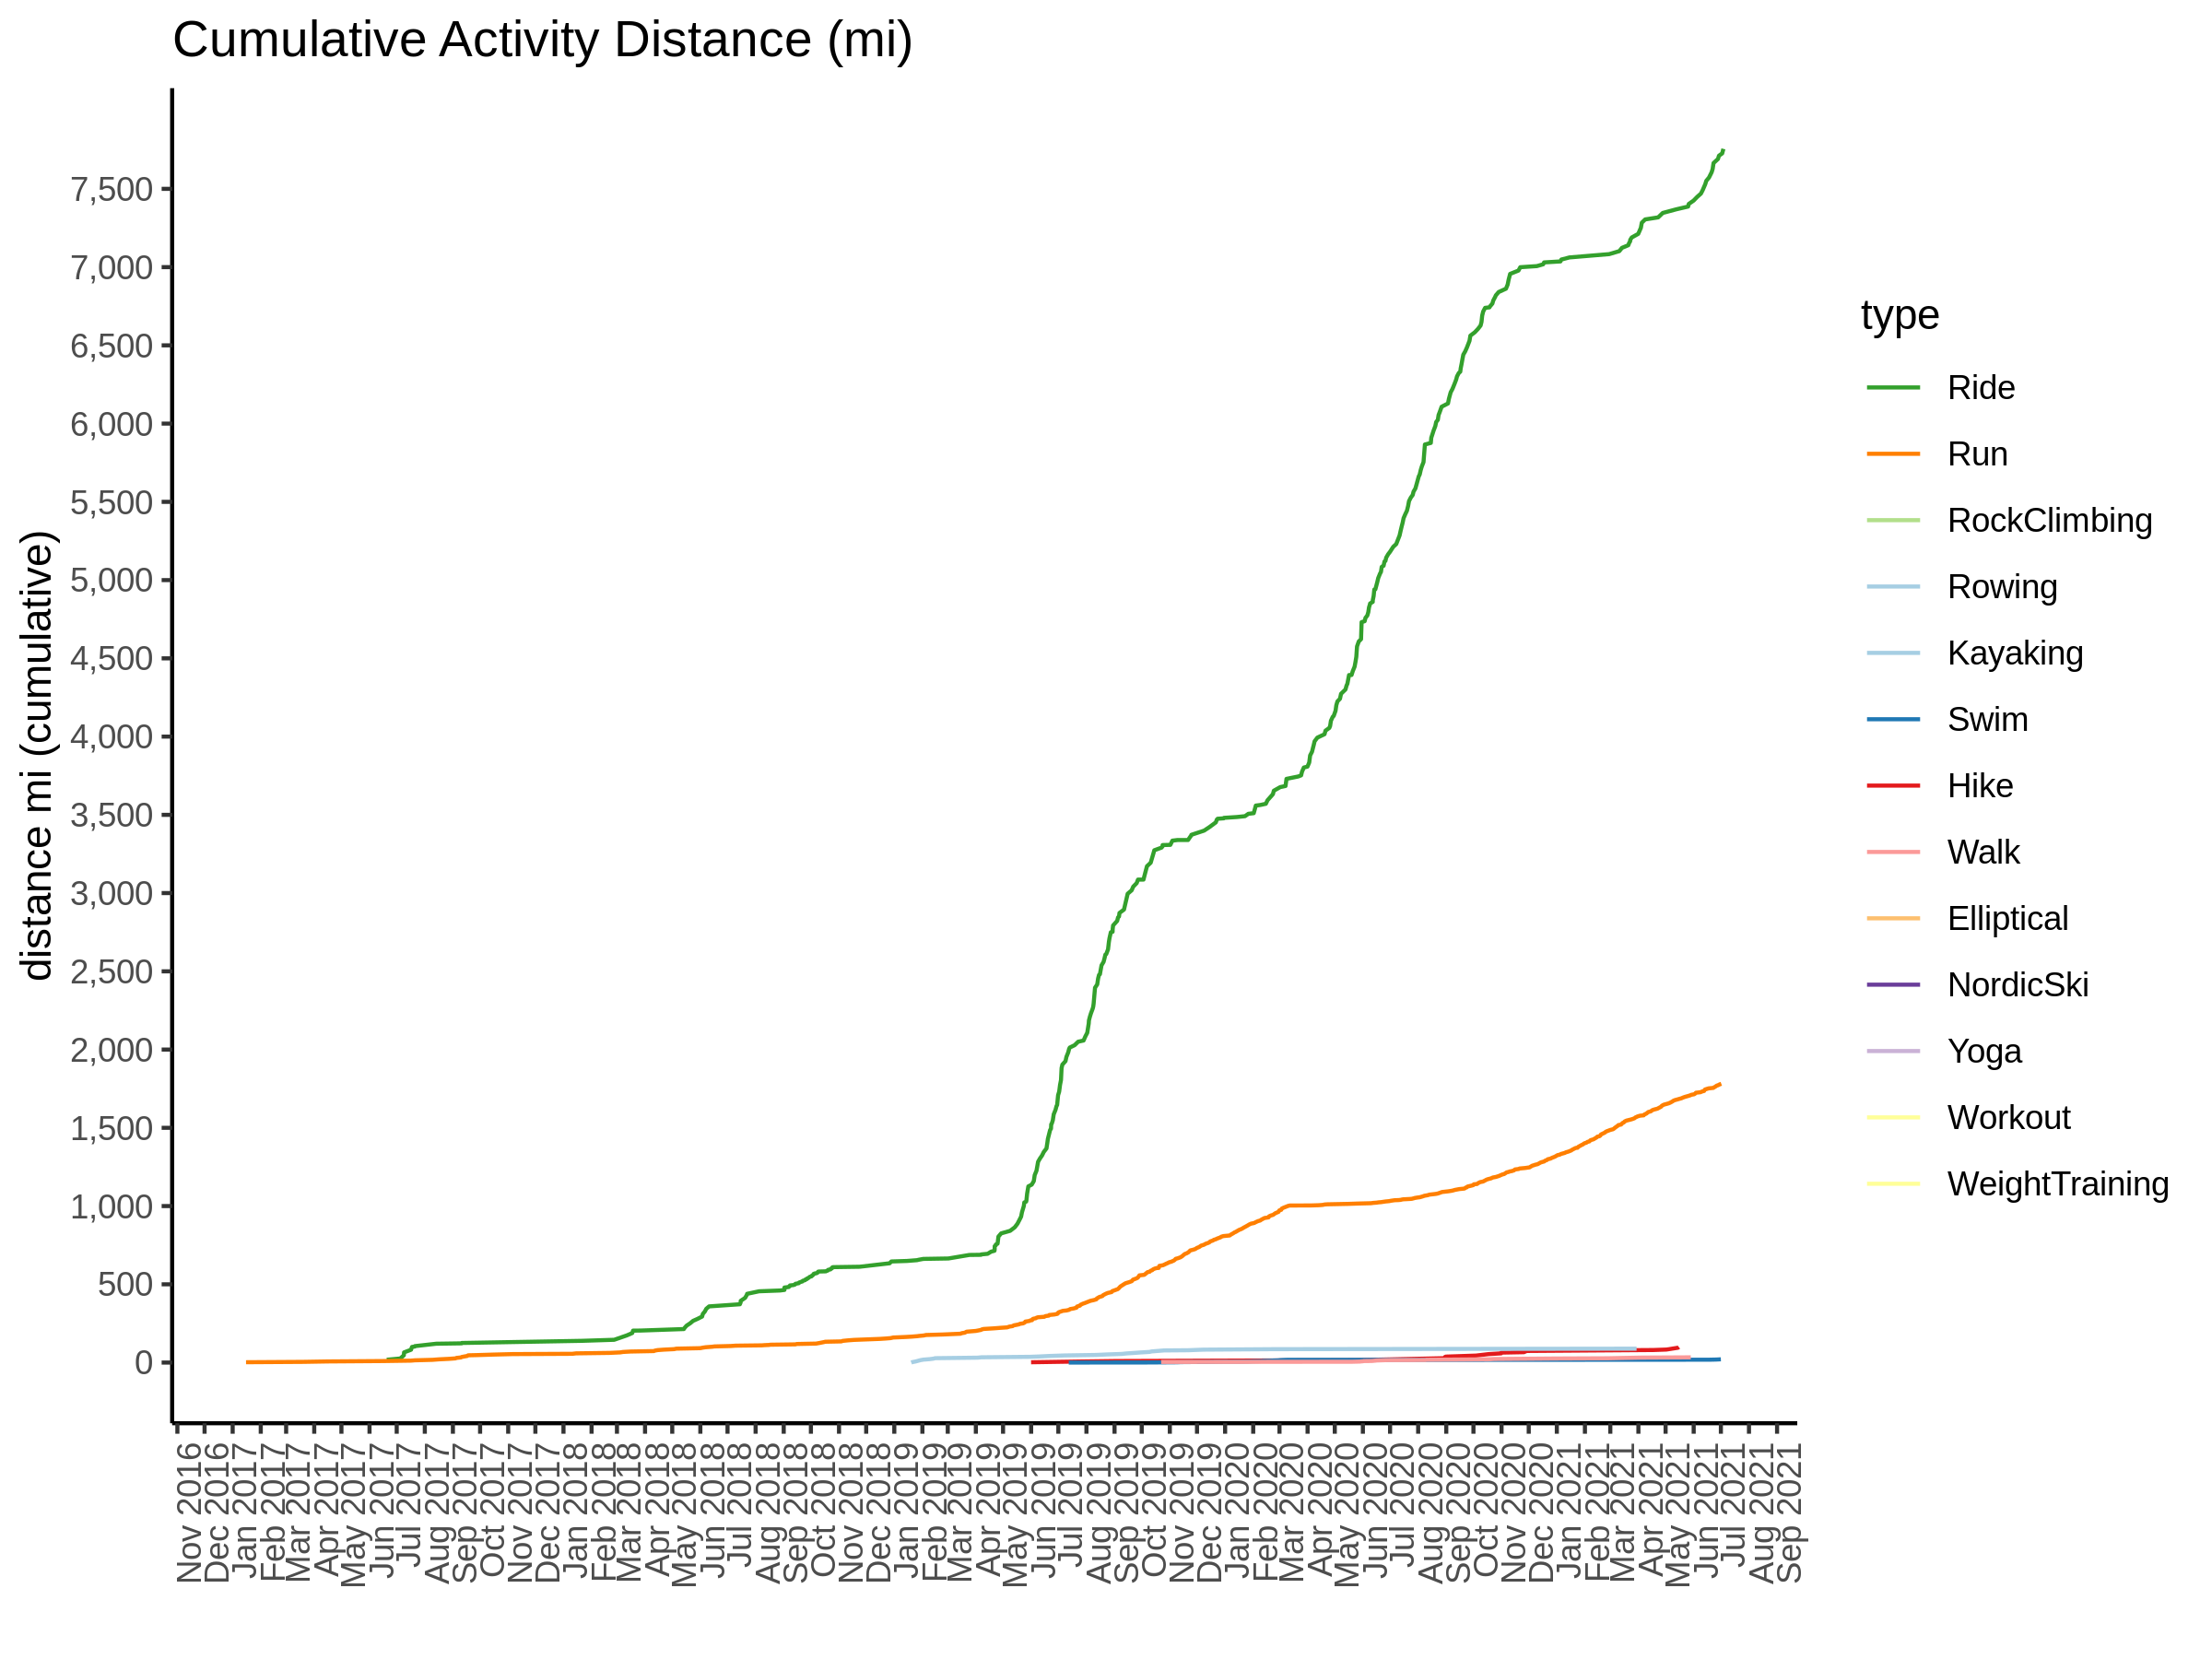 Cumulative Activity Distance (mi)
distance mi (cumulative)
7,500
7,000
6,500
6,000
5,500
5,000
4,500
4,000
3,500
3,000
2,500
2,000
1,500
1,000
500
0
Nov 2016
Dec 2016
Jan 2017
Feb 2017
Mar 2017
Apr 2017
May 2017
Jun 2017
Jul 2017
Aug 2017
Sep 2017
Oct 2017
Nov 2017
Dec 2017
Jan 2018
Feb 2018
Mar 2018
Apr 2018
May 2018
Jun 2018
Jul 2018
Aug 2018
Sep 2018
Oct 2018
Nov 2018
Dec 2018
Jan 2019
Feb 2019
Mar 2019
Apr 2019
May 2019
Jun 2019
Jul 2019
Aug 2019
Sep 2019
Oct 2019
Nov 2019
Dec 2019
Jan 2020
Feb 2020
Mar 2020
Apr 2020
May 2020
Jun 2020
Jul 2020
Aug 2020
Sep 2020
Oct 2020
Nov 2020
Dec 2020
Jan 2021
Feb 2021
Mar 2021
Apr 2021
May 2021
Jun 2021
Jul 2021
Aug 2021
Sep 2021
type
Ride
Run
RockClimbing
Rowing
Kayaking
Swim
Hike
Walk
Elliptical
NordicSki
Yoga
Workout
WeightTraining